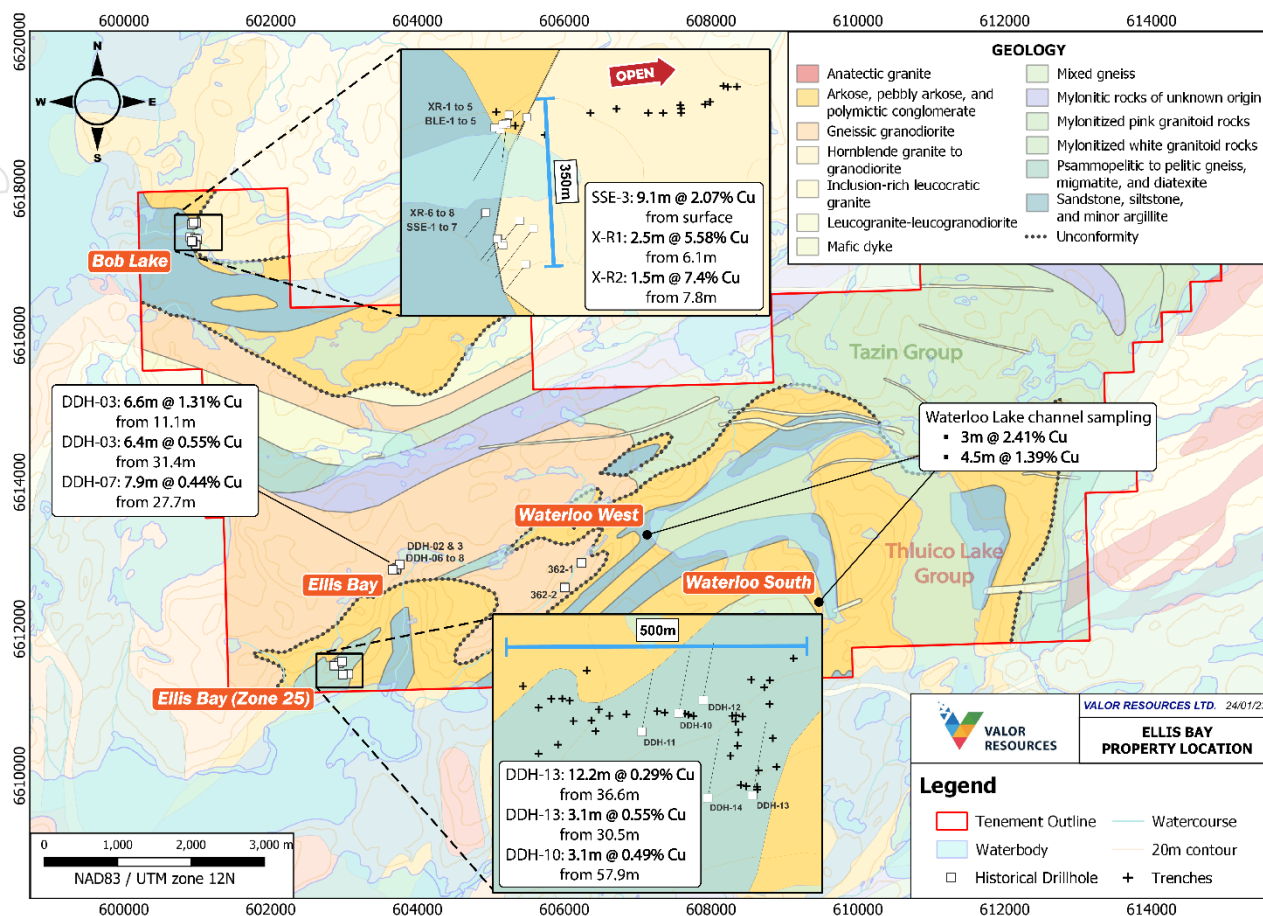 600000 602000 604000 606000 608000 610000 612000 614000
6620000
6618000
6616000
6614000
6612000
6610000
N
W E
S
OPEN
XR-1 to 5
BLE-1 to 5
350m
XR-6 to 8
SSE-1 to 7
SSE-3: 9.1m @ 2.07% Cu
from surface
X-R1: 2.5m @ 5.58% Cu
from 6.1m
X-R2: 1.5m @ 7.4% Cu
from 7.8m
GEOLOGY
Anatectic granite
Arkose, pebbly arkose, and
polymictic conglomerate
Gneissic granodiorite
Hornblende granite to
granodiorite
Inclusion-rich leucocratic
granite
Leucogranite-leucogranodiorite
Mafic dyke
Mixed gneiss
Mylonitic rocks of unknown origin
Mylonitized pink granitoid rocks
Mylonitized white granitoid rocks
Psammopelitic to pelitic gneiss,
migmatite, and diatexite
Sandstone, siltstone,
and minor argillite
Unconformity
Bob Lake
Tazin Group
DDH-03: 6.6m @ 1.31% Cu
from 11.1m
DDH-03: 6.4m @ 0.55% Cu
from 31.4m
DDH-07: 7.9m @ 0.44% Cu
from 27.7m
Waterloo Lake channel sampling
▪ 3m @ 2.41% Cu
▪ 4.5m @ 1.39% Cu
Waterloo West
DDH-02 & 3
DDH-06 to 8
Ellis Bay
362-1
362-2
Waterloo South
Thluico Lake
Group
Ellis Bay (Zone 25)
500m
DDH-12
DDH-10
DDH-11
DDH-14
DDH-13
DDH-13: 12.2m @ 0.29% Cu
from 36.6m
DDH-13: 3.1m @ 0.55% Cu
from 30.5m
DDH-10: 3.1m @ 0.49% Cu
from 57.9m
VALOR
RESOURCES
VALOR RESOURCES LTD.
ELLIS BAY
PROPERTY LOCATION
Legend
Tenement Outline
Waterbody
Historical Drillhole
Watercourse
20m contour
Trenches
0 1,000 2,000 3,000 m
NAD83 / UTM zone 12N
600000 602000 604000 606000 608000 610000 612000 614000